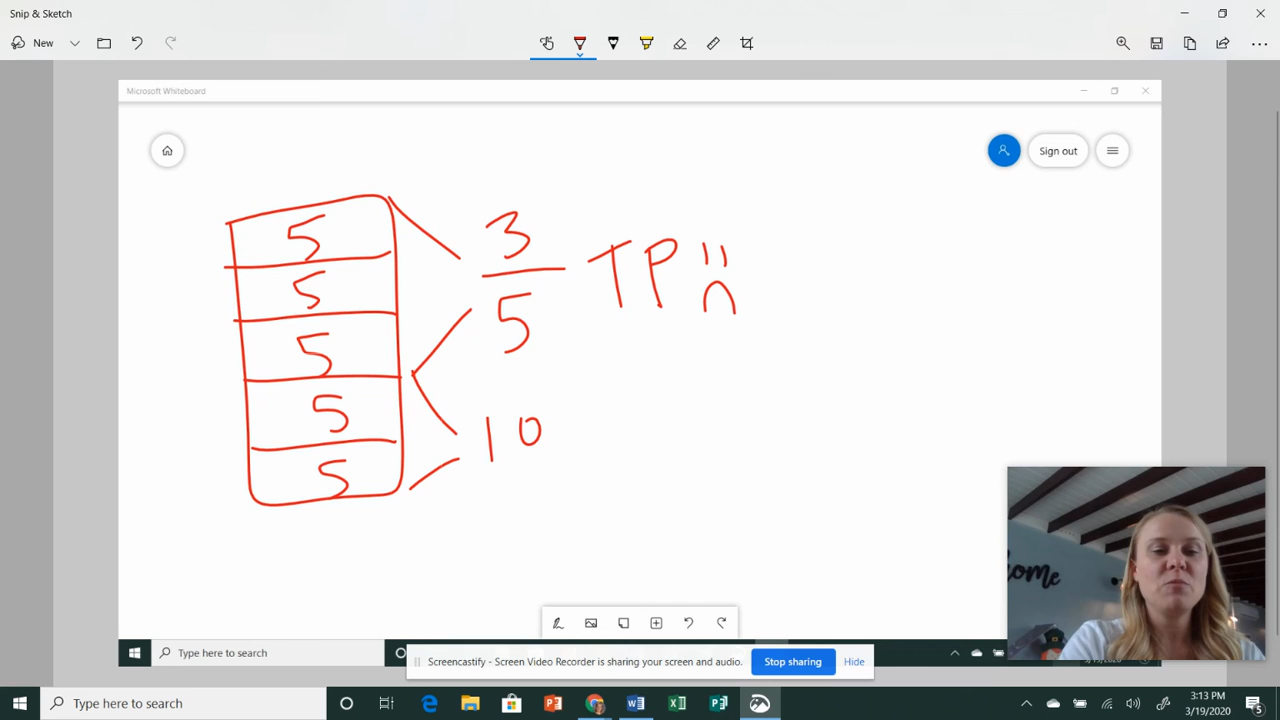 Snip & Sketch
New
Microsoft Whiteboard
Sign out
5
5
5
5
5
3
5
TP
10
home
Type here to search
Screencastify - Screen Video Recorder is sharing your screen and audio.
Stop sharing
Hide
Type here to search
3:13 PM
3/19/2020
5